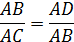 AB/AC = AD/AB